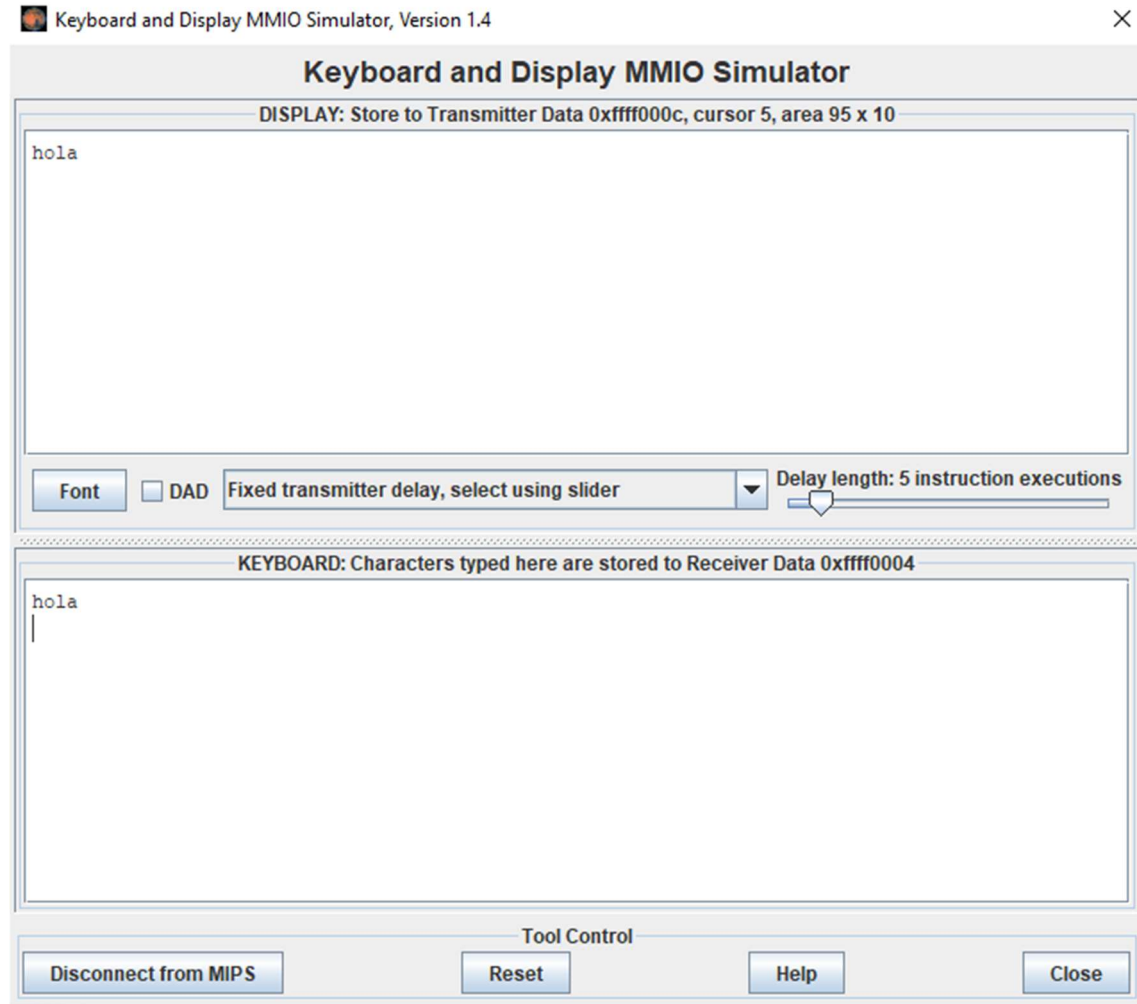 Keyboard and Display MMIO Simulator, Version 1.4
Keyboard and Display MMIO Simulator
DISPLAY: Store to Transmitter Data 0xffff000c, cursor 5, area 95 x 10
hola
Font
DAD
Fixed transmitter delay, select using slider
Delay length: 5 instruction executions
KEYBOARD: Characters typed here are stored to Receiver Data 0xffff0004
hola
Tool Control
Disconnect from MIPS
Reset
Help
Close